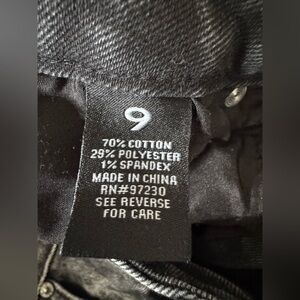 9
70% COTTON
29% POLYESTER
1% SPANDEX
MADE IN CHINA
RN#97230
SEE REVERSE
FOR CARE